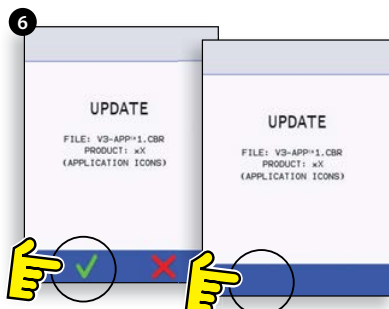 6
UPDATE
FILE: V3-APP~1.CBR
PRODUCT: xX
(APPLICATION ICONS)
UPDATE
FILE: V3-APP~1.CBR
PRODUCT: xX
(APPLICATION ICONS)